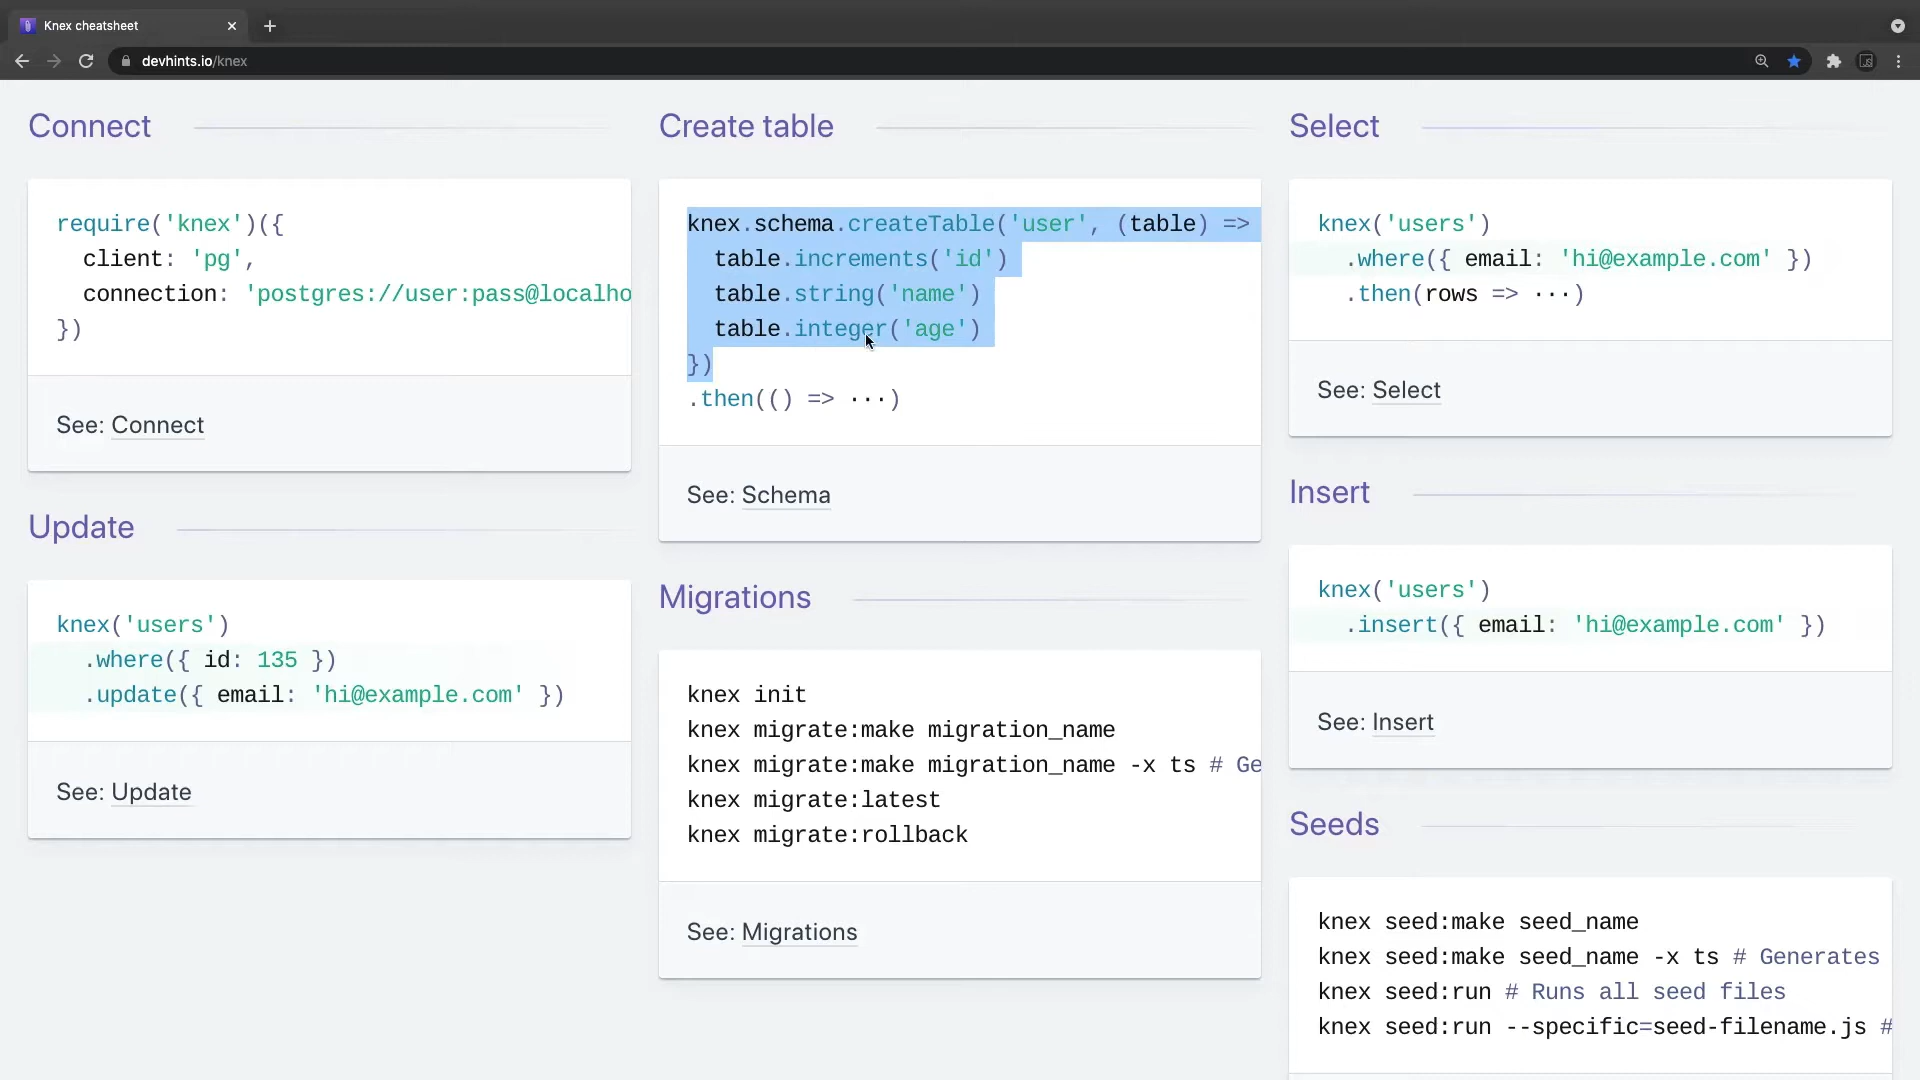 Knex cheatsheet
devhints.io/knex
Connect
require('knex')({
  client: 'pg',
  connection: 'postgres://user:pass@localho
})
See: Connect
Update
knex('users')
  .where({ id: 135 })
  .update({ email: 'hi@example.com' })
See: Update
Create table
knex.schema.createTable('user', (table) =>
  table.increments('id')
  table.string('name')
  table.integer('age')
})
.then(() => ···)
See: Schema
Migrations
knex init
knex migrate:make migration_name
knex migrate:make migration_name -x ts # Ge
knex migrate:latest
knex migrate:rollback
See: Migrations
Select
knex('users')
  .where({ email: 'hi@example.com' })
  .then(rows => ···)
See: Select
Insert
knex('users')
  .insert({ email: 'hi@example.com' })
See: Insert
Seeds
knex seed:make seed_name
knex seed:make seed_name -x ts # Generates
knex seed:run # Runs all seed files
knex seed:run --specific=seed-filename.js #